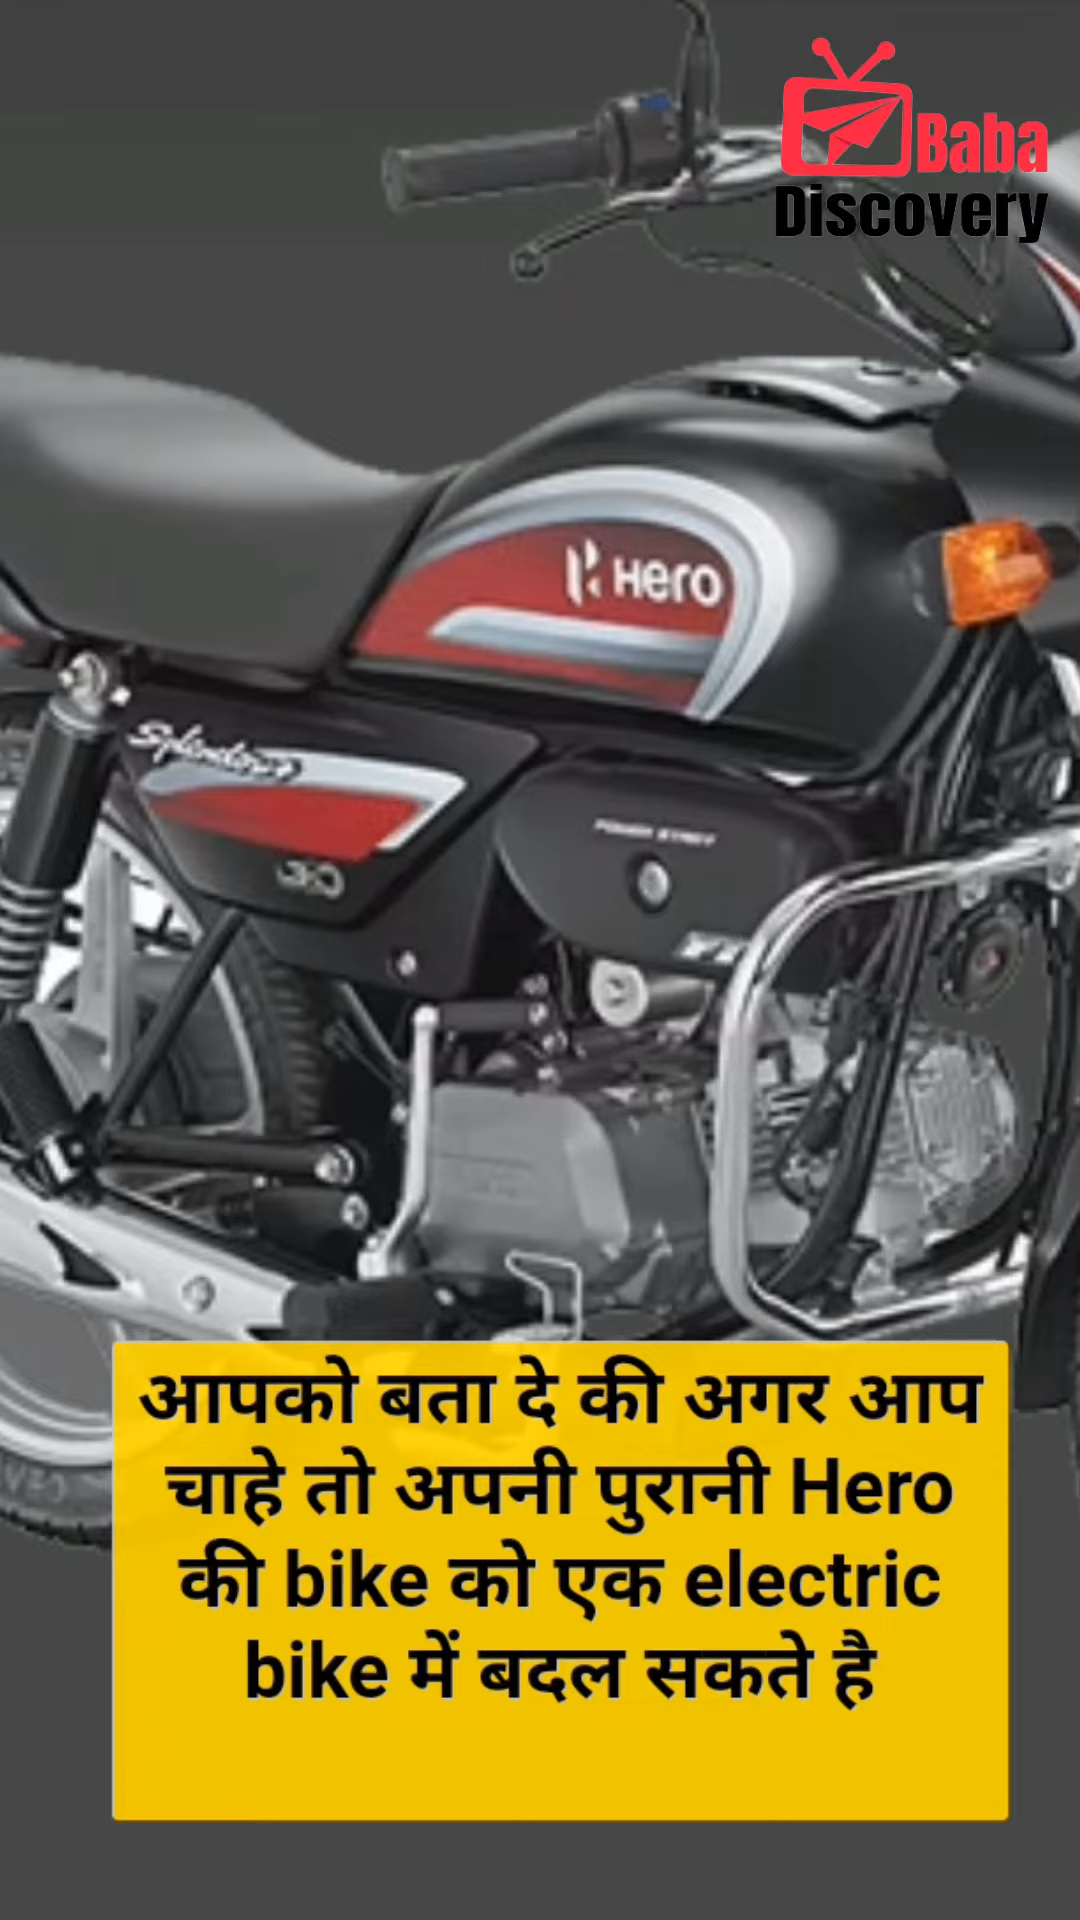 Baba
Discovery
Hero
Splendor+
आपको बता दे की अगर आप
चाहे तो अपनी पुरानी Hero
की bike को एक electric
bike में बदल सकते है